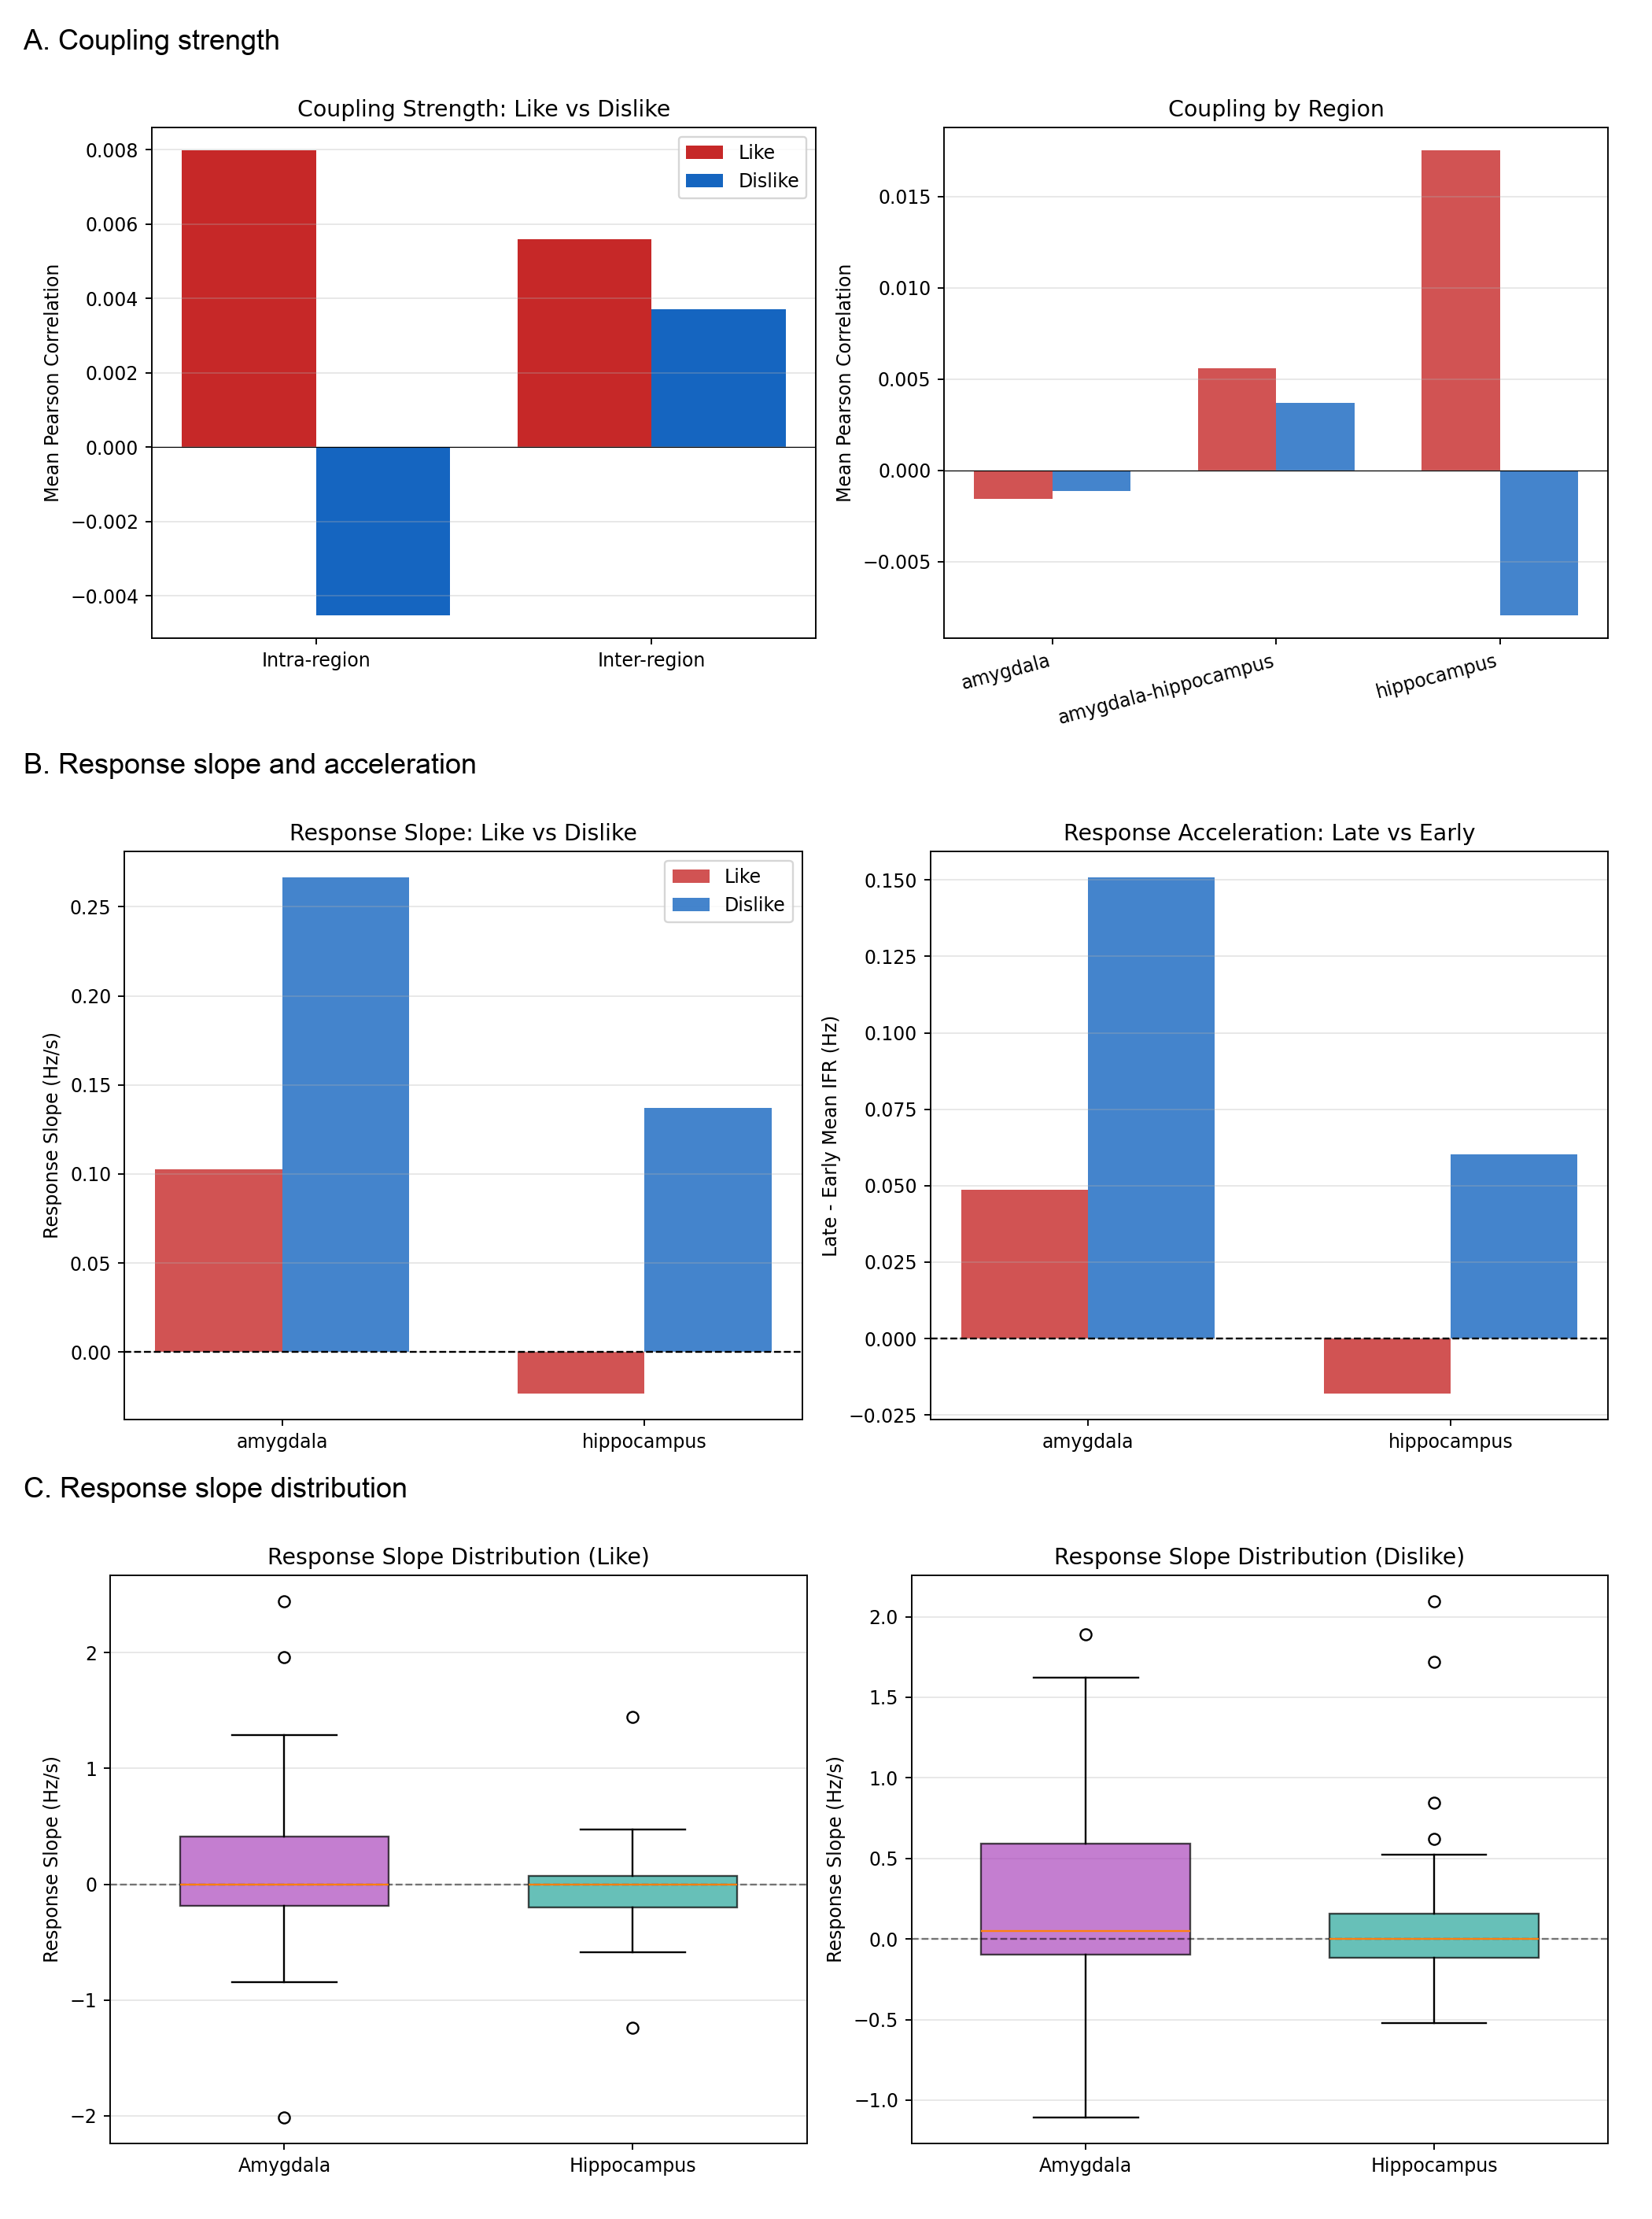 A. Coupling strength
Coupling Strength: Like vs Dislike
Mean Pearson Correlation
0.008
0.006
0.004
0.002
0.000
−0.002
−0.004
Like
Dislike
Intra-region
Inter-region
Coupling by Region
Mean Pearson Correlation
0.015
0.010
0.005
0.000
−0.005
amygdala
amygdala-hippocampus
hippocampus
B. Response slope and acceleration
Response Slope: Like vs Dislike
Response Slope (Hz/s)
0.25
0.20
0.15
0.10
0.05
0.00
Like
Dislike
amygdala
hippocampus
Response Acceleration: Late vs Early
Late - Early Mean IFR (Hz)
0.150
0.125
0.100
0.075
0.050
0.025
0.000
−0.025
amygdala
hippocampus
C. Response slope distribution
Response Slope Distribution (Like)
Response Slope (Hz/s)
2
1
0
−1
−2
Amygdala
Hippocampus
Response Slope Distribution (Dislike)
Response Slope (Hz/s)
2.0
1.5
1.0
0.5
0.0
−0.5
−1.0
Amygdala
Hippocampus